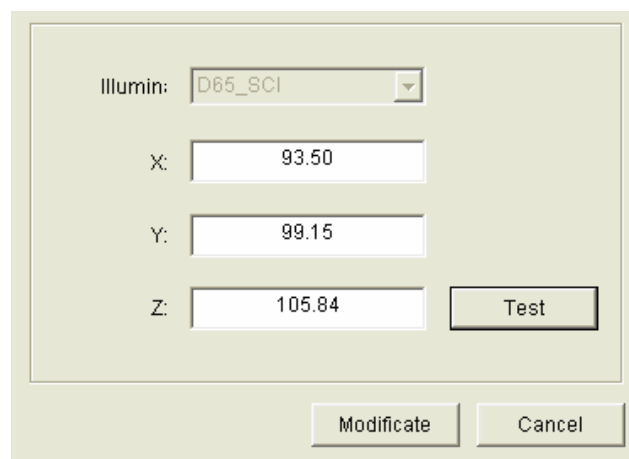 Illumin: D65_SCI
X: 93.50
Y: 99.15
Z: 105.84 Test
Modificate Cancel